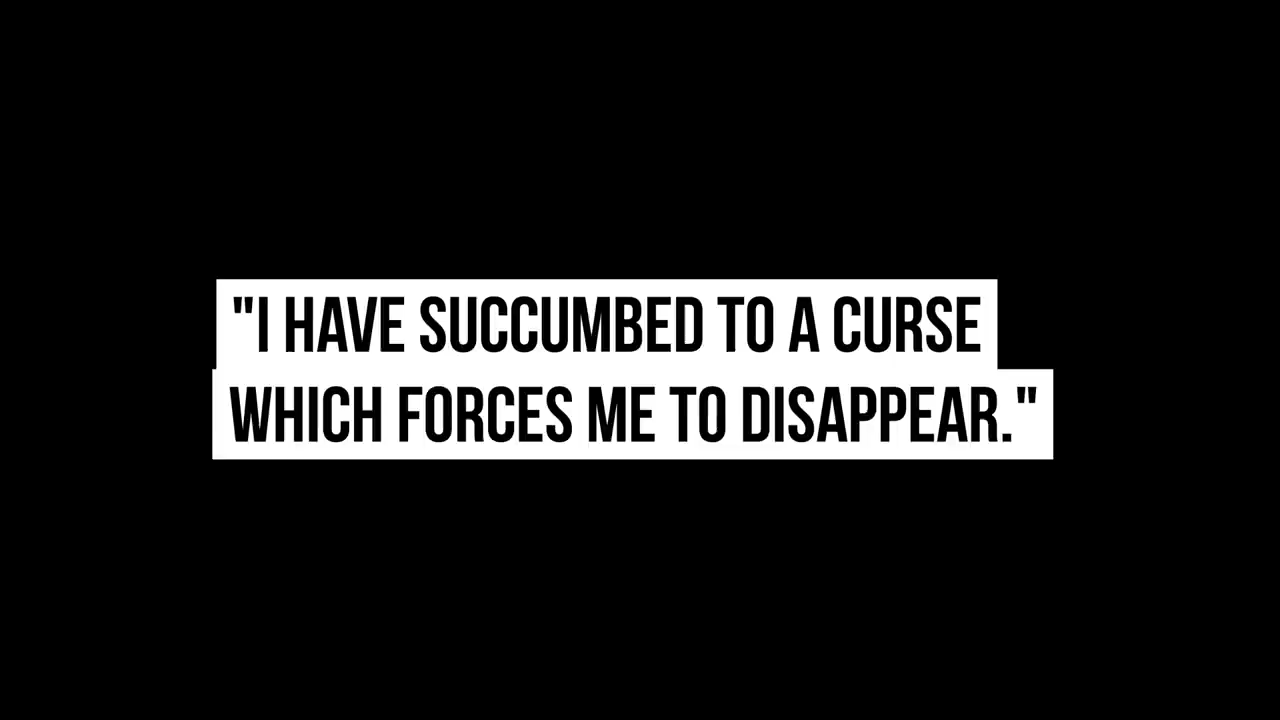 "I HAVE SUCCUMBED TO A CURSE
WHICH FORCES ME TO DISAPPEAR."